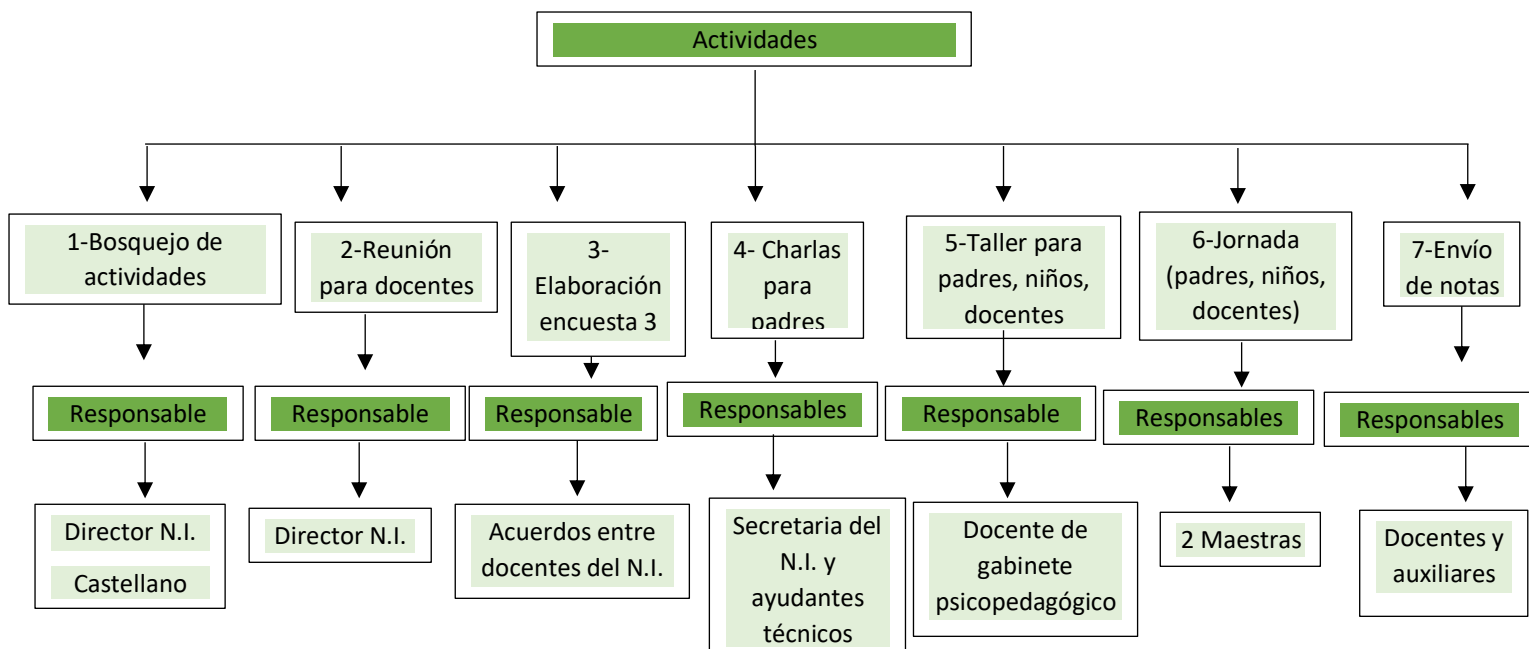 Actividades
1-Bosquejo de
actividades
2-Reunión
para docentes
3-
Elaboración
encuesta 3
4- Charlas
para
padres
5-Taller para
padres, niños,
docentes
6-Jornada
(padres, niños,
docentes)
7-Envío
de notas
Responsable
Responsable
Responsable
Responsables
Responsable
Responsables
Responsables
Director N.I.
Castellano
Director N.I.
Acuerdos entre
docentes del N.I.
Secretaria del
N.I. y
ayudantes
técnicos
Docente de
gabinete
psicopedagógico
2 Maestras
Docentes y
auxiliares